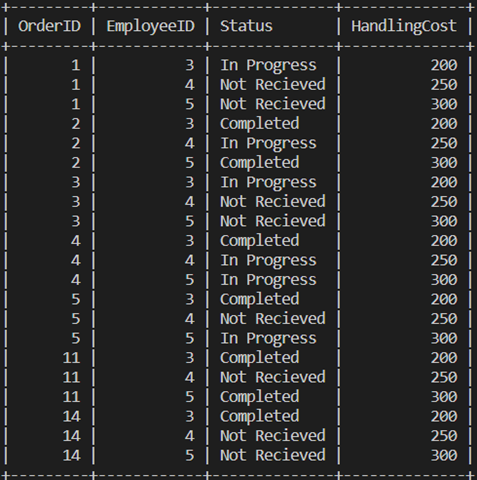 +---------+------------+--------------+--------------+
| OrderID | EmployeeID | Status       | HandlingCost |
+---------+------------+--------------+--------------+
|       1 |          3 | In Progress  |          200 |
|       1 |          4 | Not Recieved |          250 |
|       1 |          5 | Not Recieved |          300 |
|       2 |          3 | Completed    |          200 |
|       2 |          4 | In Progress  |          250 |
|       2 |          5 | Completed    |          300 |
|       3 |          3 | In Progress  |          200 |
|       3 |          4 | Not Recieved |          250 |
|       3 |          5 | Not Recieved |          300 |
|       4 |          3 | Completed    |          200 |
|       4 |          4 | In Progress  |          250 |
|       4 |          5 | In Progress  |          300 |
|       5 |          3 | Completed    |          200 |
|       5 |          4 | Not Recieved |          250 |
|       5 |          5 | In Progress  |          300 |
|      11 |          3 | Completed    |          200 |
|      11 |          4 | Not Recieved |          250 |
|      11 |          5 | Completed    |          300 |
|      14 |          3 | Completed    |          200 |
|      14 |          4 | Not Recieved |          250 |
|      14 |          5 | Not Recieved |          300 |
+---------+------------+--------------+--------------+